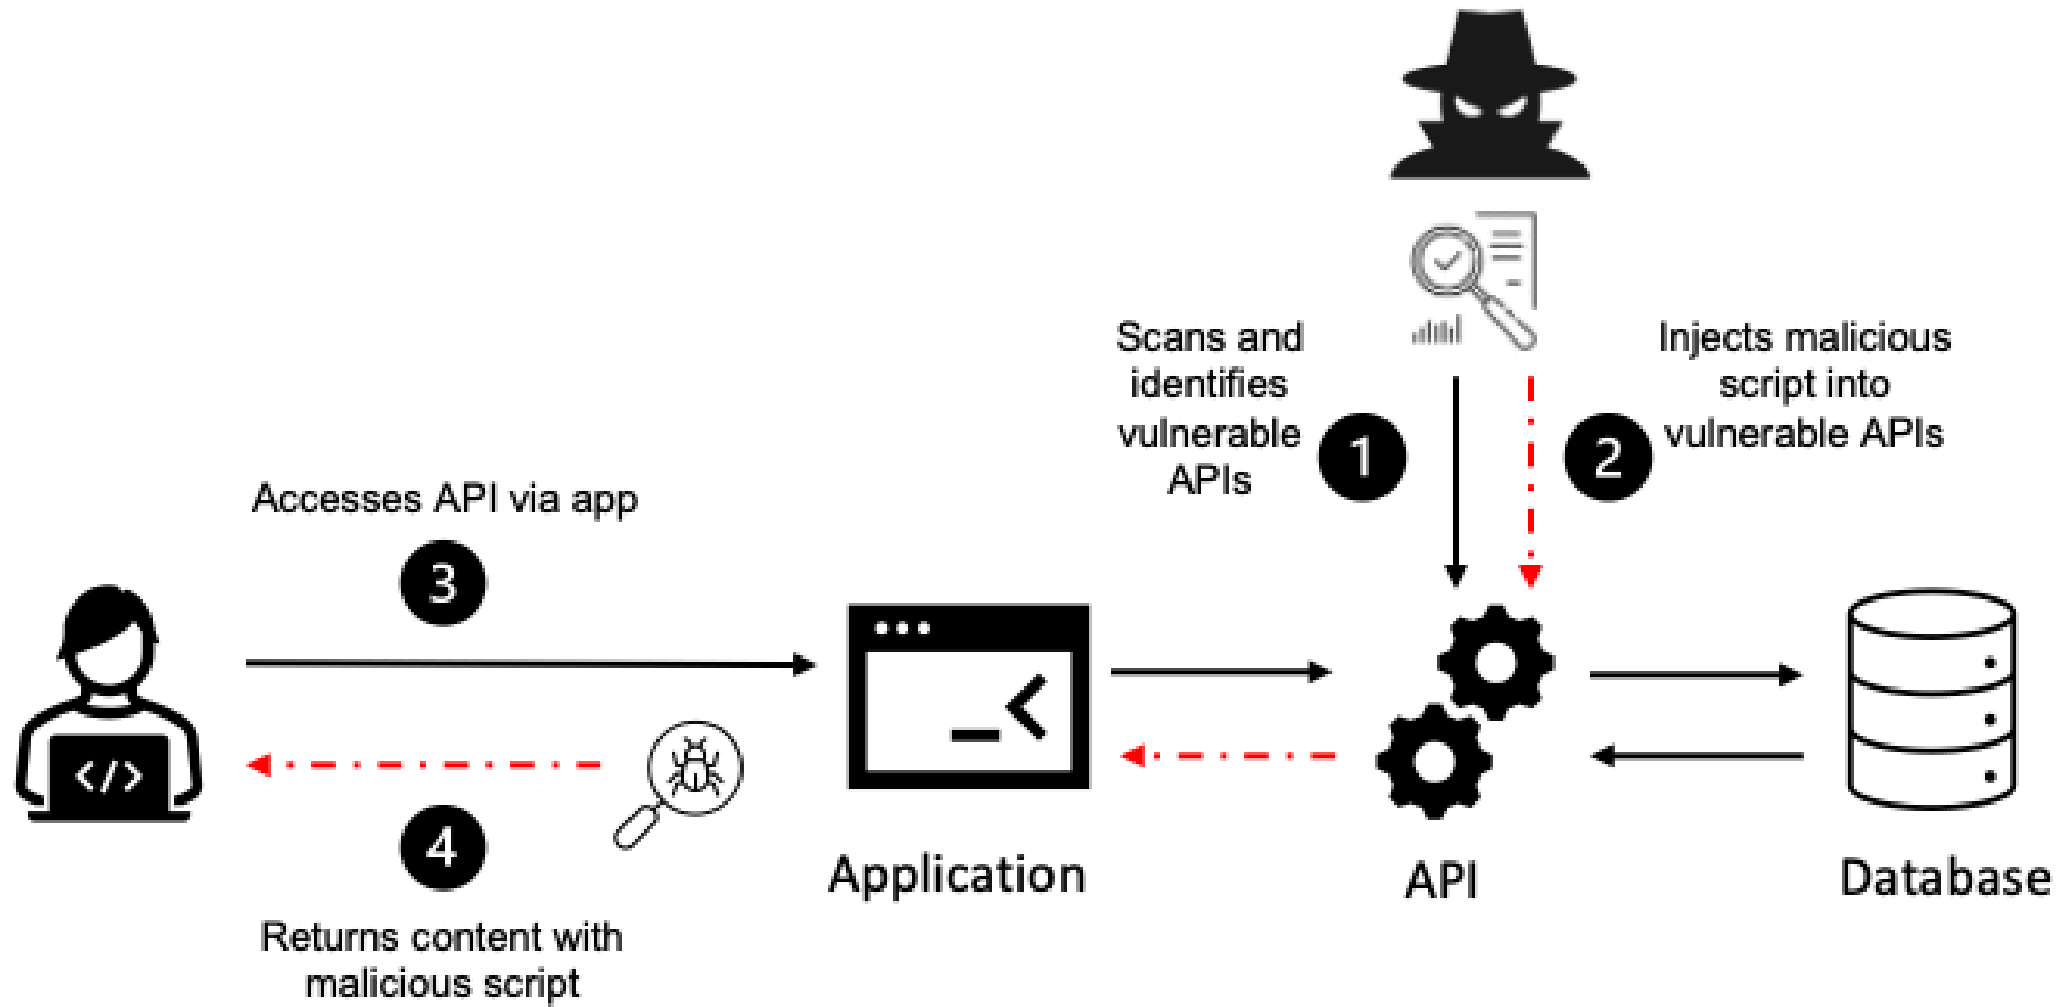 Scans and
identifies
vulnerable
APIs
1
2
Injects malicious
script into
vulnerable APIs
Accesses API via app
3
</>
4
Returns content with
malicious script
Application
API
Database